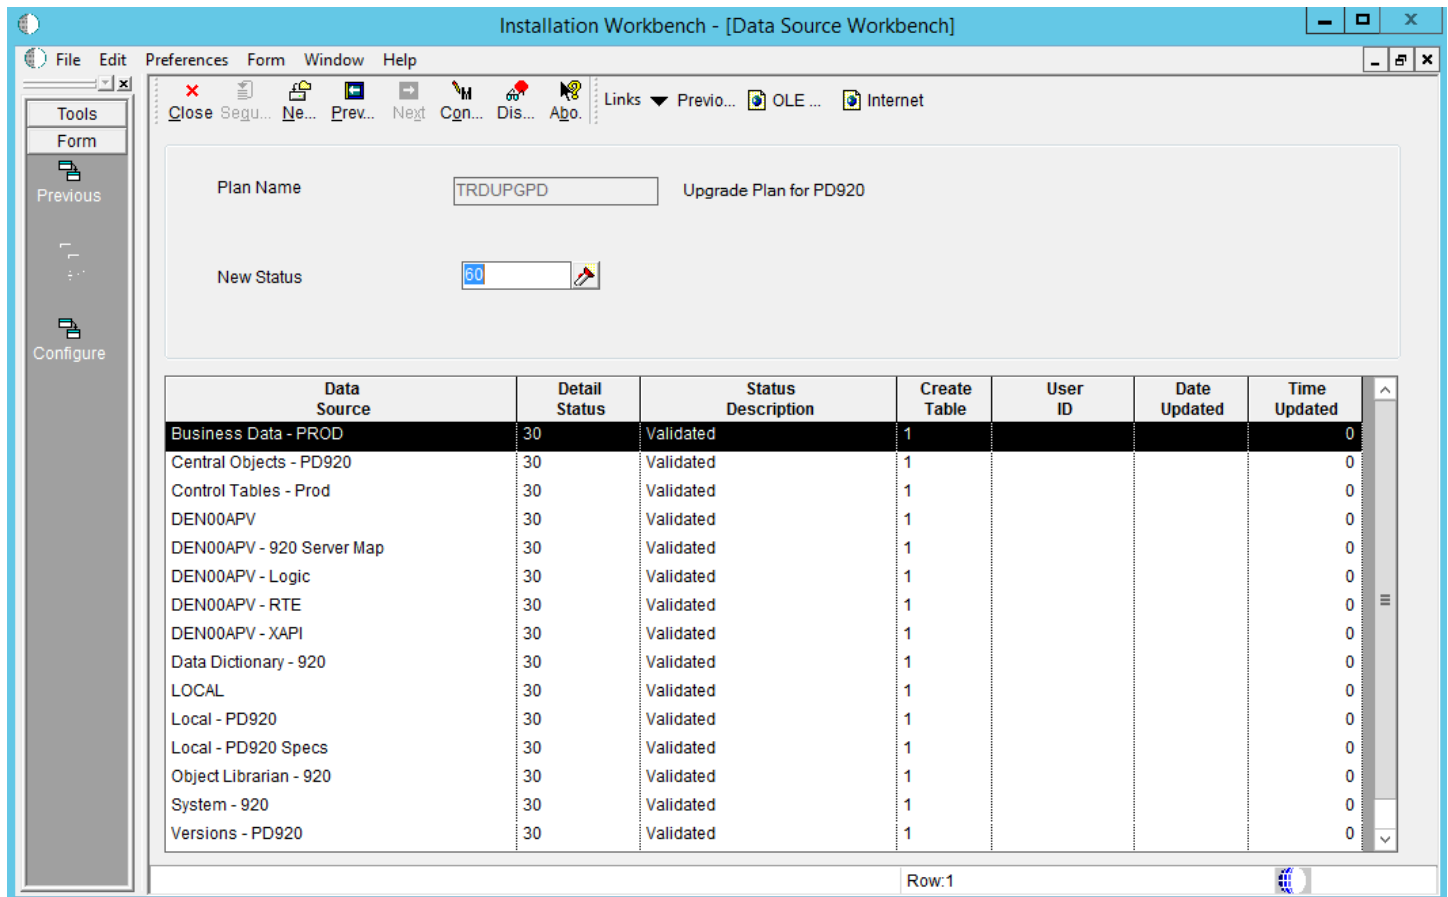 Installation Workbench - [Data Source Workbench]
File Edit Preferences Form Window Help
Tools
Form
Previous
Configure
Close Sequ... Ne... Prev... Next Con... Dis... Abo. Links Previo... OLE ... Internet
Plan Name TRDUPGPD Upgrade Plan for PD920
New Status 60
Data Source Detail Status Status Description Create Table User ID Date Updated Time Updated
Business Data - PROD 30 Validated 1 0
Central Objects - PD920 30 Validated 1 0
Control Tables - Prod 30 Validated 1 0
DEN00APV 30 Validated 1 0
DEN00APV - 920 Server Map 30 Validated 1 0
DEN00APV - Logic 30 Validated 1 0
DEN00APV - RTE 30 Validated 1 0
DEN00APV - XAPI 30 Validated 1 0
Data Dictionary - 920 30 Validated 1 0
LOCAL 30 Validated 1 0
Local - PD920 30 Validated 1 0
Local - PD920 Specs 30 Validated 1 0
Object Librarian - 920 30 Validated 1 0
System - 920 30 Validated 1 0
Versions - PD920 30 Validated 1 0
Row:1